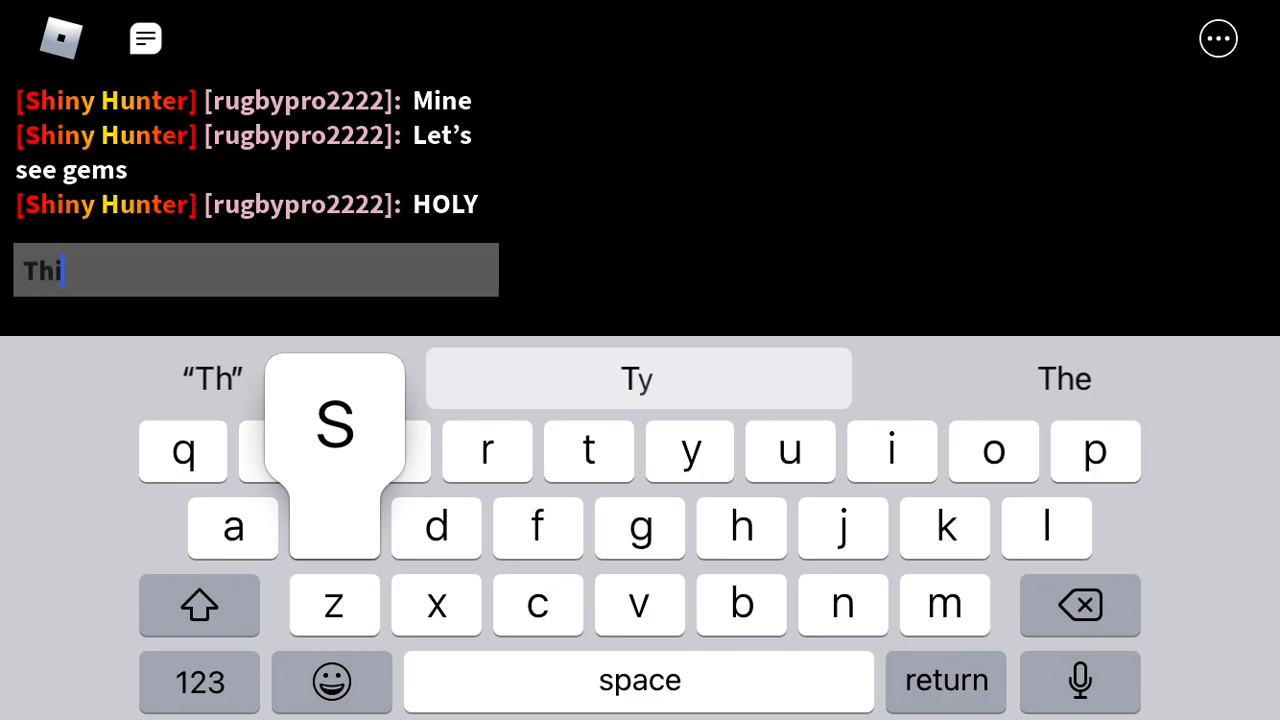 [Shiny Hunter] [rugbypro2222]: Mine
[Shiny Hunter] [rugbypro2222]: Let’s
see gems
[Shiny Hunter] [rugbypro2222]: HOLY
Thi
“Th” Ty The
q r t y u i o p
S
a d f g h j k l
z x c v b n m
123 space return